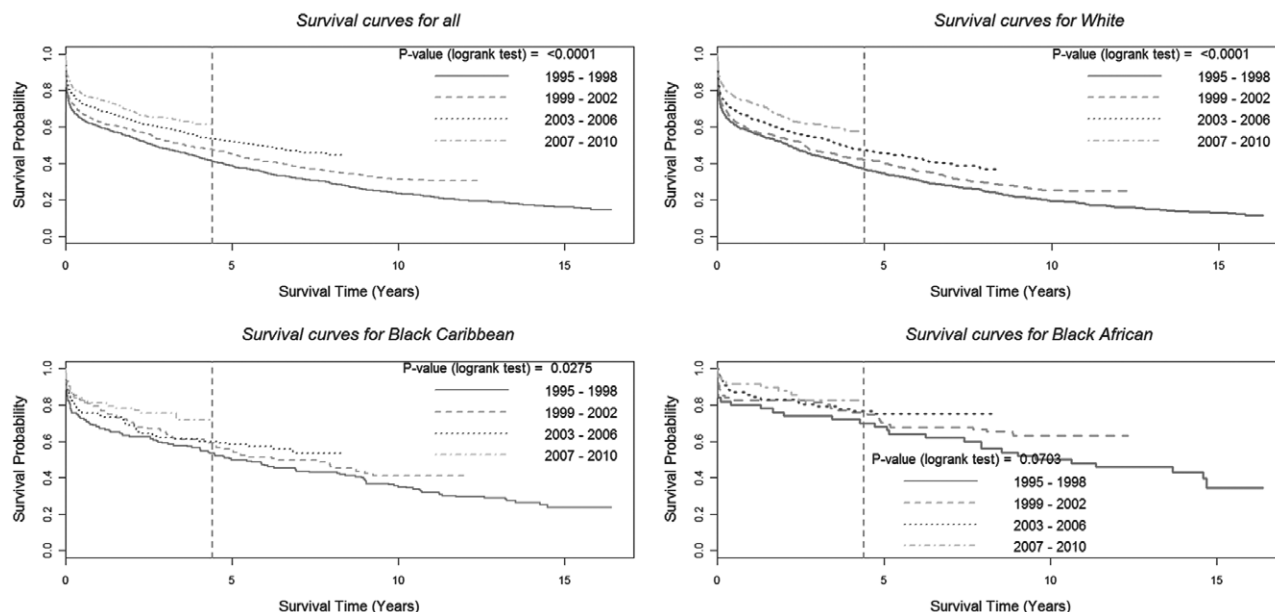 Survival curves for all
P-value (logrank test) = <0.0001
1995 - 1998
1999 - 2002
2003 - 2006
2007 - 2010
Survival Probability
1.0
0.8
0.6
0.4
0.2
0.0
0 5 10 15
Survival Time (Years)
Survival curves for White
P-value (logrank test) = <0.0001
1995 - 1998
1999 - 2002
2003 - 2006
2007 - 2010
Survival Probability
1.0
0.8
0.6
0.4
0.2
0.0
0 5 10 15
Survival Time (Years)
Survival curves for Black Caribbean
P-value (logrank test) = 0.0275
1995 - 1998
1999 - 2002
2003 - 2006
2007 - 2010
Survival Probability
1.0
0.8
0.6
0.4
0.2
0.0
0 5 10 15
Survival Time (Years)
Survival curves for Black African
P-value (logrank test) = 0.0703
1995 - 1998
1999 - 2002
2003 - 2006
2007 - 2010
Survival Probability
1.0
0.8
0.6
0.4
0.2
0.0
0 5 10 15
Survival Time (Years)